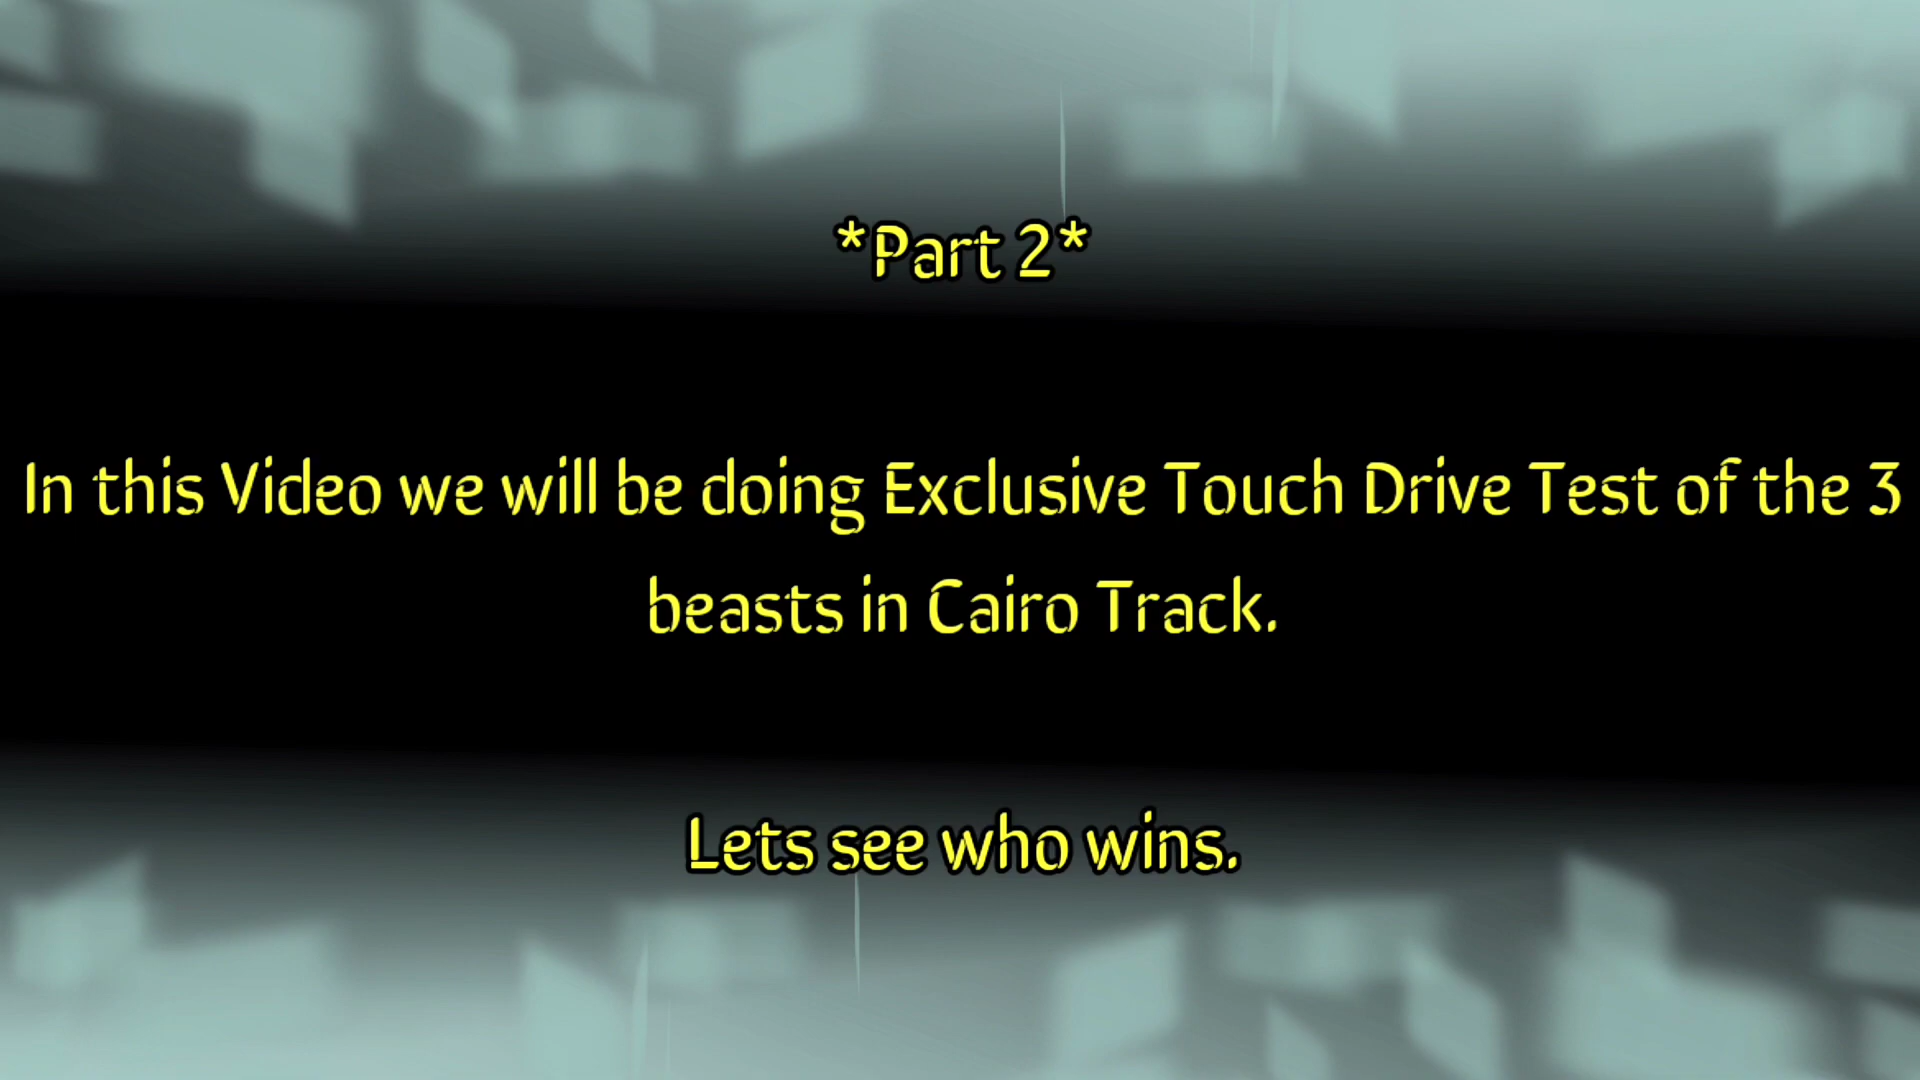 *Part 2*
In this Video we will be doing Exclusive Touch Drive Test of the 3
beasts in Cairo Track.
Lets see who wins.